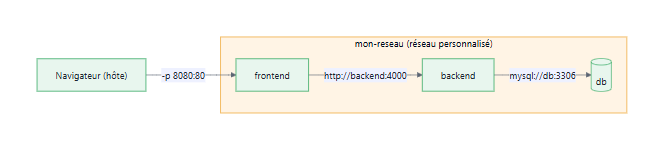 mon-reseau (réseau personnalisé)
Navigateur (hôte)
-p 8080:80
frontend
http://backend:4000
backend
mysql://db:3306
db